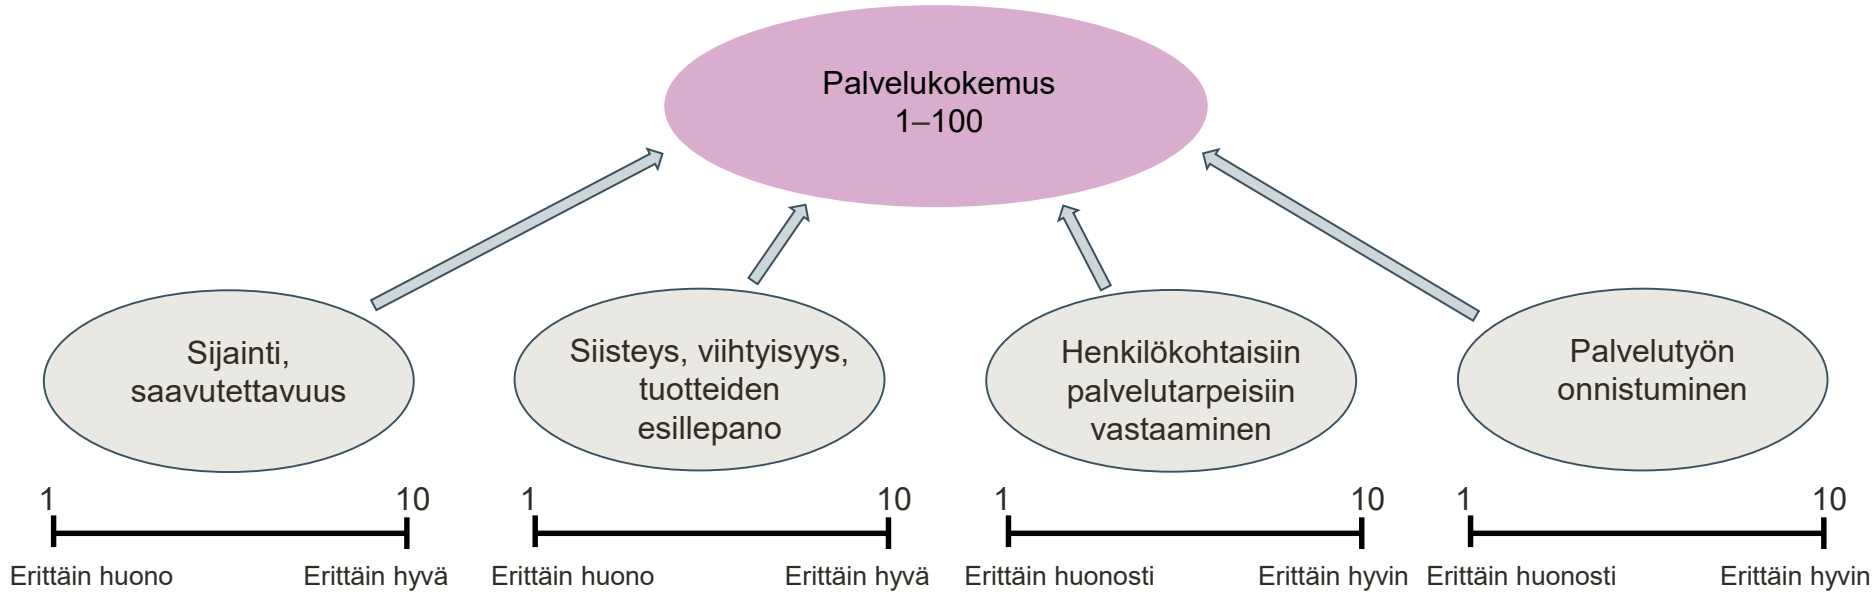 Palvelukokemus
1–100
Sijainti,
saavutettavuus
Siisteys, viihtyisyys,
tuotteiden
esillepano
Henkilökohtaisiin
palvelutarpeisiin
vastaaminen
Palvelutyön
onnistuminen
1 10
Erittäin huono Erittäin hyvä
1 10
Erittäin huono Erittäin hyvä
1 10
Erittäin huonosti Erittäin hyvin
1 10
Erittäin huonosti Erittäin hyvin